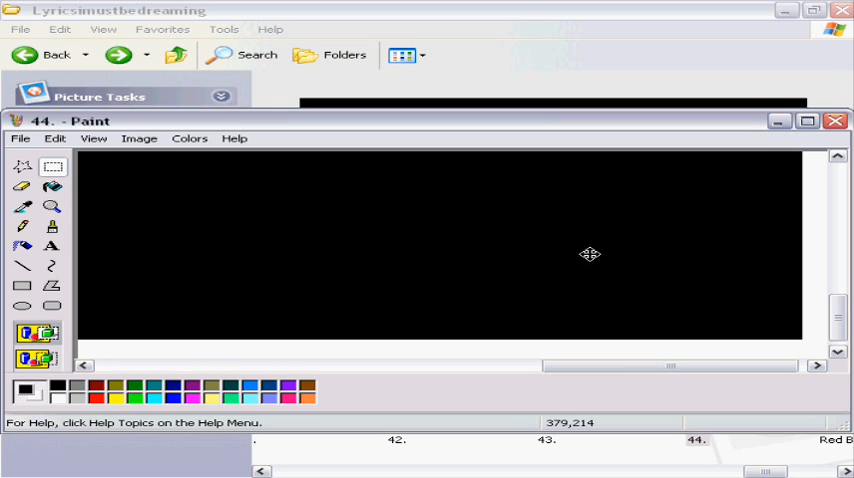 Lyricsimustbedreaming
File Edit View Favorites Tools Help
Back Search Folders
Picture Tasks
44. - Paint
File Edit View Image Colors Help
A
For Help, click Help Topics on the Help Menu. 379,214
. 42. 43. 44. Red B